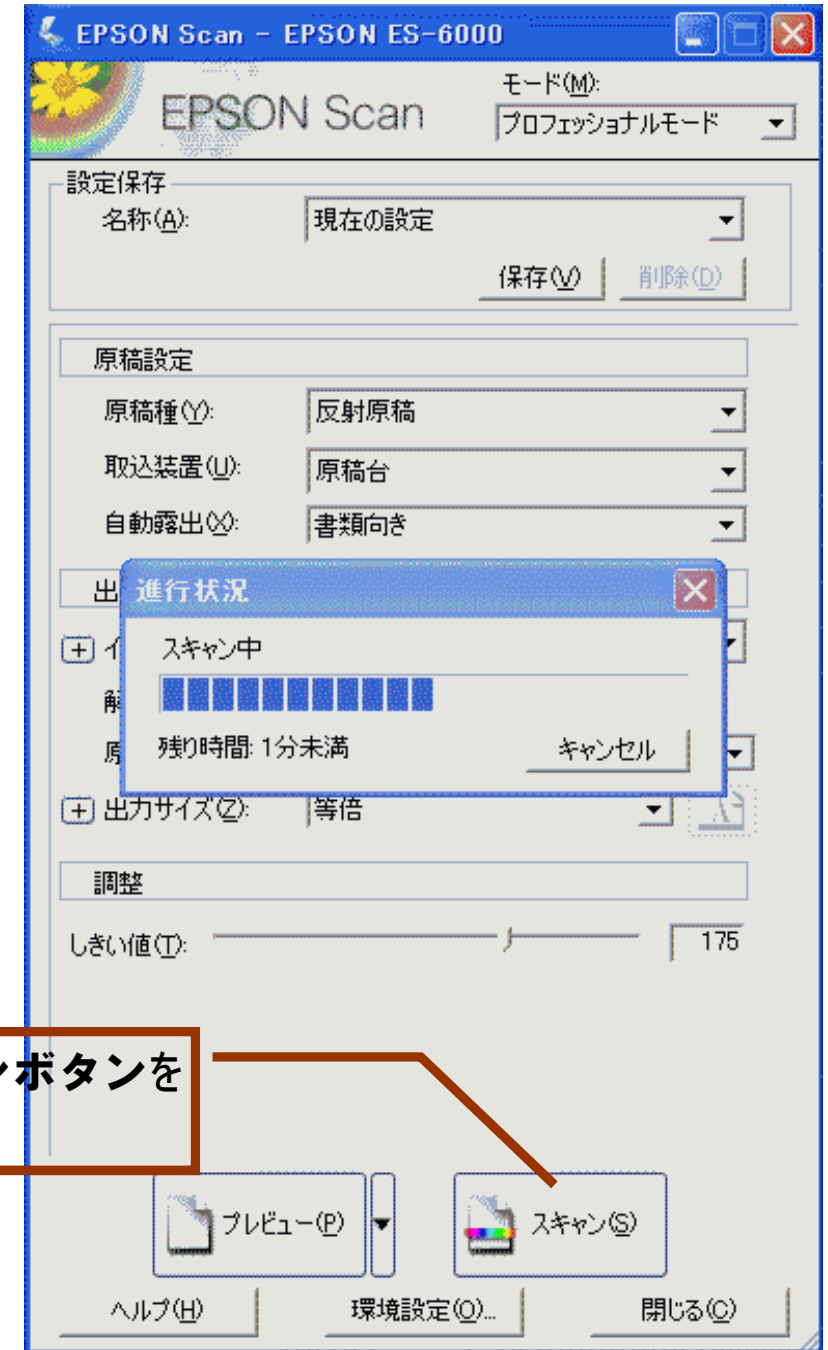 EPSON Scan - EPSON ES-6000
EPSON Scan
モード(M):
プロフェッショナルモード
設定保存
名称(A): 現在の設定
保存(V) 削除(D)
原稿設定
原稿種(Y): 反射原稿
取込装置(U): 原稿台
自動露出(X): 書類向き
出
進行状況
イ
スキャン中
解
原
残り時間: 1分未満 キャンセル
出力サイズ(Z): 等倍
調整
しきい値(T): 175
ンボタンを
プレビュー(P) スキャン(S)
ヘルプ(H) 環境設定(O)... 閉じる(C)